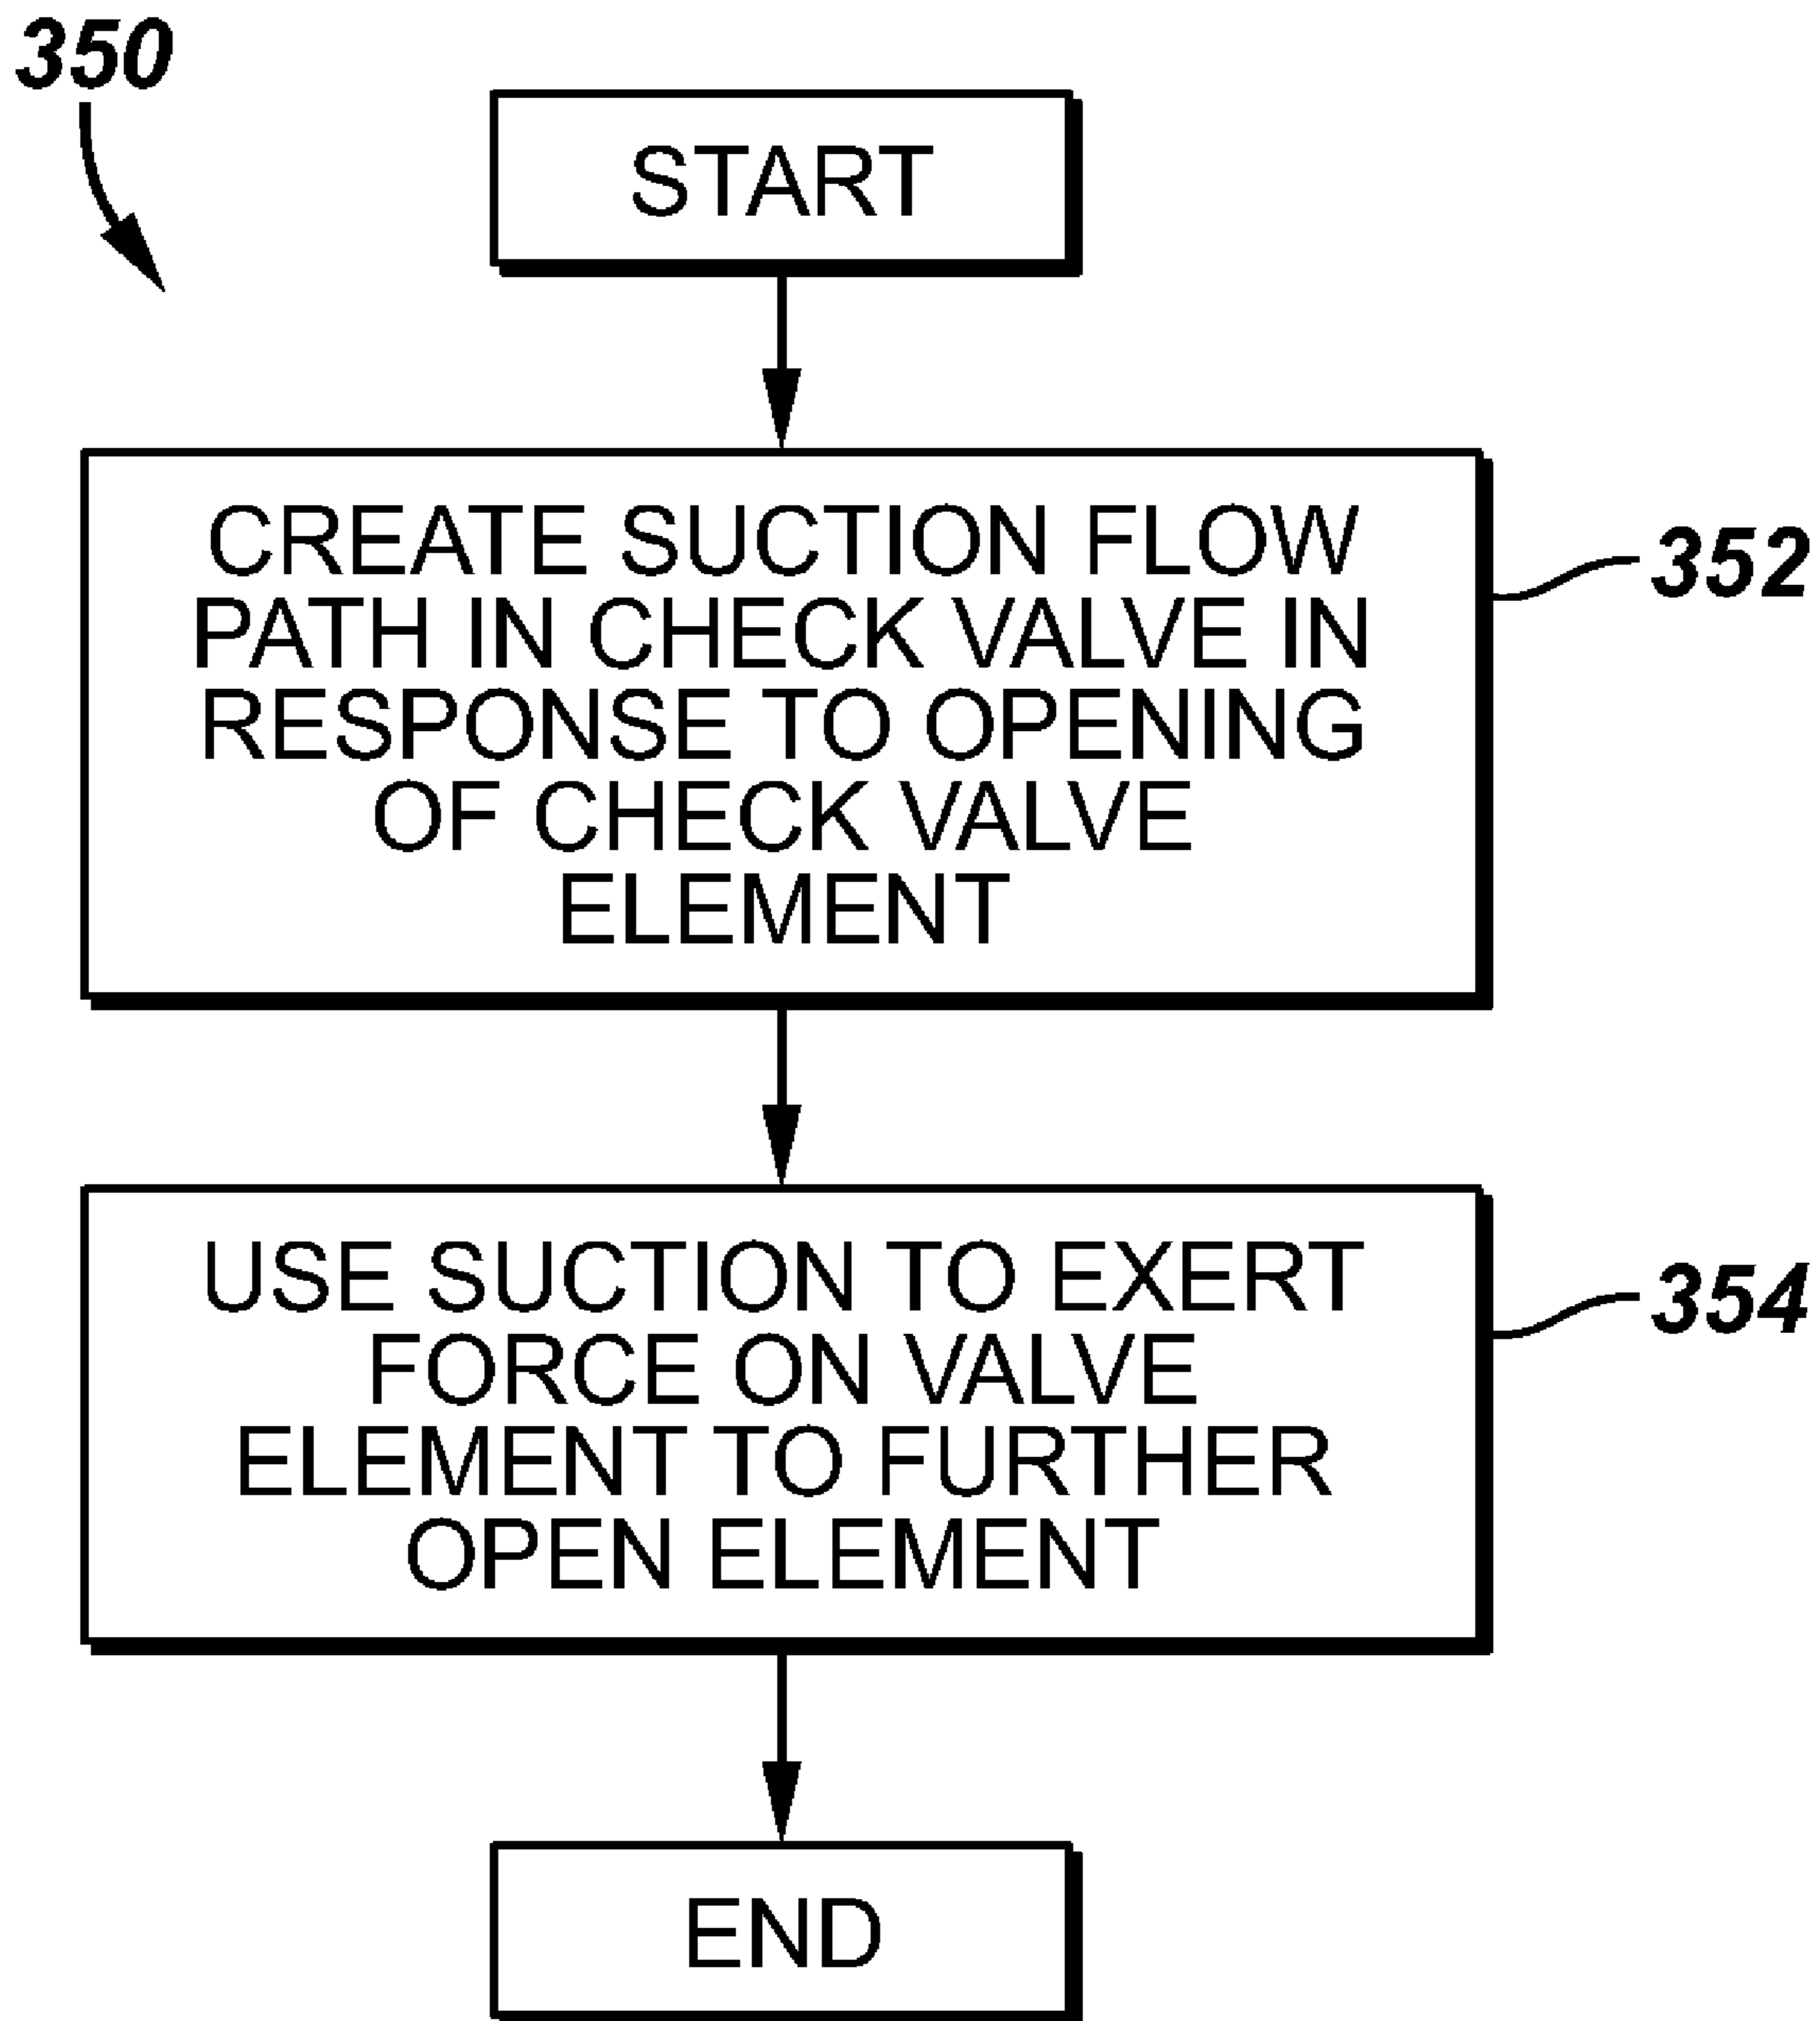 350
START
CREATE SUCTION FLOW
PATH IN CHECK VALVE IN
RESPONSE TO OPENING
OF CHECK VALVE
ELEMENT
352
USE SUCTION TO EXERT
FORCE ON VALVE
ELEMENT TO FURTHER
OPEN ELEMENT
354
END